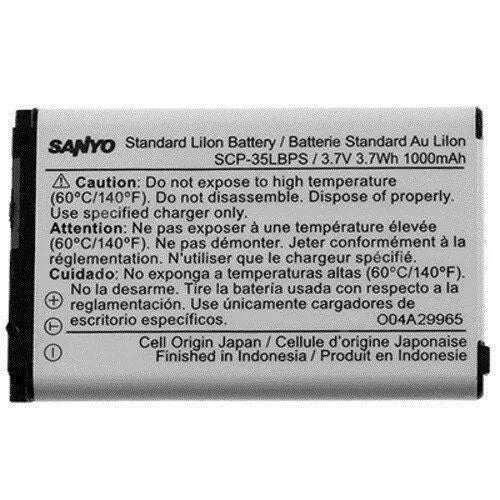 SANYO Standard LiIon Battery / Batterie Standard Au LiIon
SCP-35LBPS / 3.7V 3.7Wh 1000mAh
Caution: Do not expose to high temperature
(60°C/140°F). Do not disassemble. Dispose of properly.
Use specified charger only.
Attention: Ne pas exposer à une température élevée
(60°C/140°F). Ne pas démonter. Jeter conformément à la
réglementation. N'utiliser que le chargeur spécifié.
Cuidado: No exponga a temperaturas altas (60°C/140°F).
No la desarme. Tire la batería usada con respecto a la
reglamentación. Use únicamente cargadores de
escritorio específicos. O04A29965
Cell Origin Japan / Cellule d'origine Japan
Finished in Indonesia / Produit en Indonesia
+
T
−